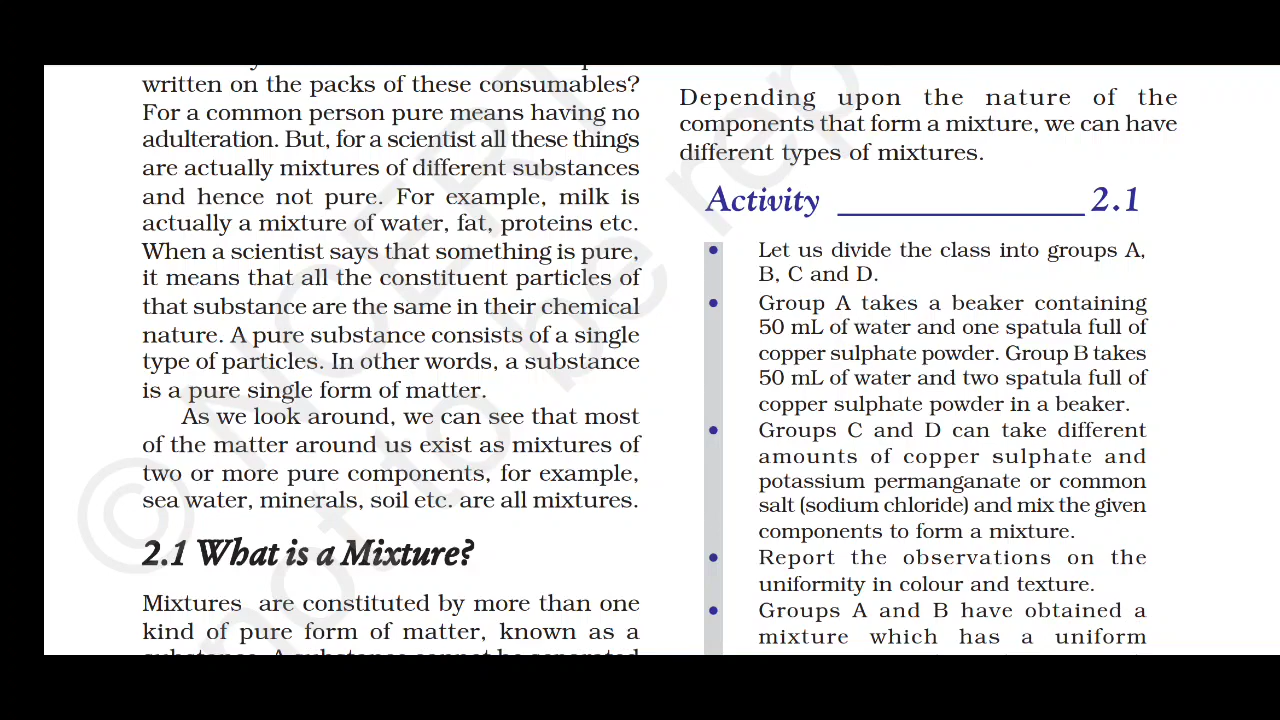 written on the packs of these consumables?
For a common person pure means having no
adulteration. But, for a scientist all these things
are actually mixtures of different substances
and hence not pure. For example, milk is
actually a mixture of water, fat, proteins etc.
When a scientist says that something is pure,
it means that all the constituent particles of
that substance are the same in their chemical
nature. A pure substance consists of a single
type of particles. In other words, a substance
is a pure single form of matter.
As we look around, we can see that most
of the matter around us exist as mixtures of
two or more pure components, for example,
sea water, minerals, soil etc. are all mixtures.
2.1 What is a Mixture?
Mixtures are constituted by more than one
kind of pure form of matter, known as a
substance. A substance cannot be separated
Depending upon the nature of the
components that form a mixture, we can have
different types of mixtures.
Activity 2.1
• Let us divide the class into groups A,
B, C and D.
• Group A takes a beaker containing
50 mL of water and one spatula full of
copper sulphate powder. Group B takes
50 mL of water and two spatula full of
copper sulphate powder in a beaker.
• Groups C and D can take different
amounts of copper sulphate and
potassium permanganate or common
salt (sodium chloride) and mix the given
components to form a mixture.
• Report the observations on the
uniformity in colour and texture.
• Groups A and B have obtained a
mixture which has a uniform
© NCERT
not to be rep